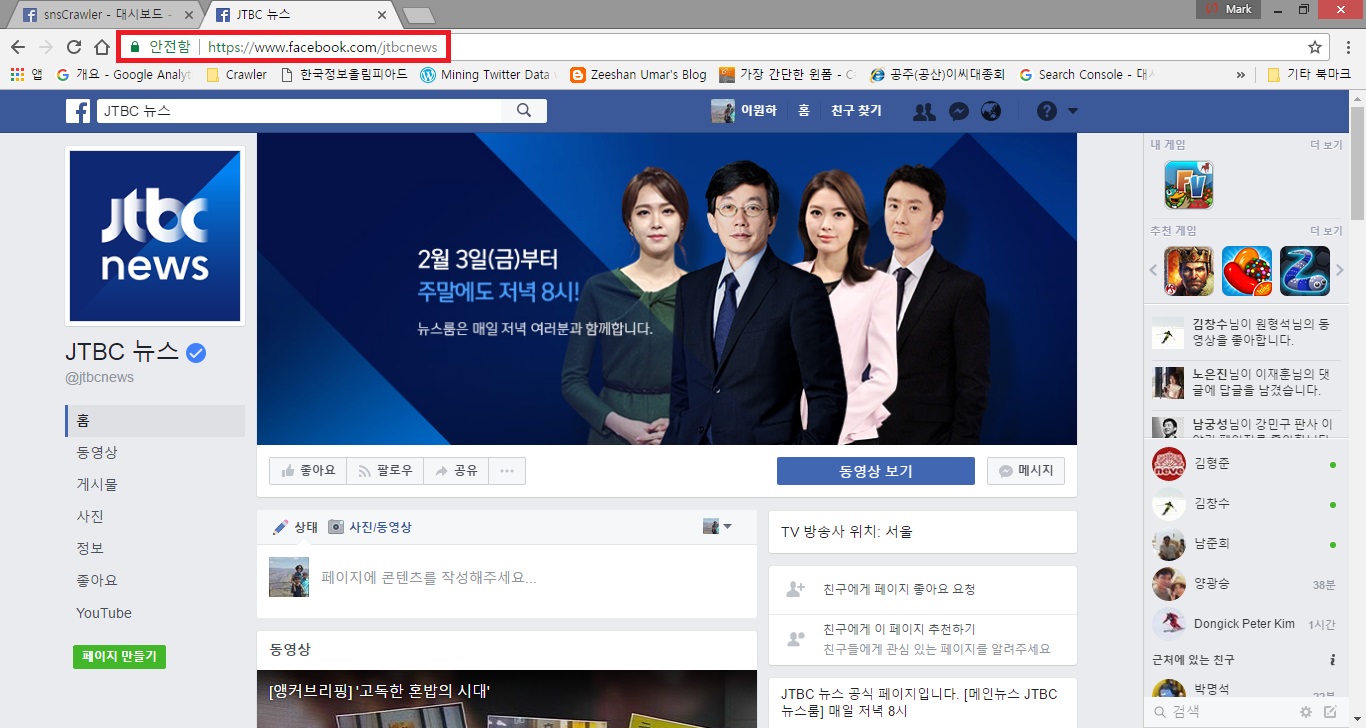 snsCrawler - 대시보드 -
JTBC 뉴스
Mark
안전함 | https://www.facebook.com/jtbcnews
앱
개요 - Google Analyt
Crawler
한국정보올림피아드
Mining Twitter Data
Zeeshan Umar's Blog
가장 간단한 윈폼 - C
공주(공산)이씨대종회
Search Console - 대시
»
기타 북마크
JTBC 뉴스
이원하
홈
친구 찾기
jtbc
news
JTBC 뉴스
@jtbcnews
홈
동영상
게시물
사진
정보
좋아요
YouTube
페이지 만들기
2월 3일(금)부터
주말에도 저녁 8시!
뉴스룸은 매일 저녁 여러분과 함께합니다.
좋아요
팔로우
공유
···
동영상 보기
메시지
상태
사진/동영상
페이지에 콘텐츠를 작성해주세요...
동영상
[앵커브리핑] '고독한 혼밥의 시대'
TV 방송사 위치: 서울
친구에게 페이지 좋아요 요청
친구에게 이 페이지 추천하기
친구들에게 관심 있는 페이지를 알려주세요
JTBC 뉴스 공식 페이지입니다. [메인뉴스 JTBC
뉴스룸] 매일 저녁 8시
내 게임
더 보기
FV
추천 게임
더 보기
김창수님이 원형석님의 동
영상을 좋아합니다.
노은진님이 이재훈님의 댓
글에 답글을 남겼습니다.
남궁성님이 강민구 판사 이
김형준
김창수
남준희
양광승
38분
Dongick Peter Kim
1시간
근처에 있는 친구
박명석
검색